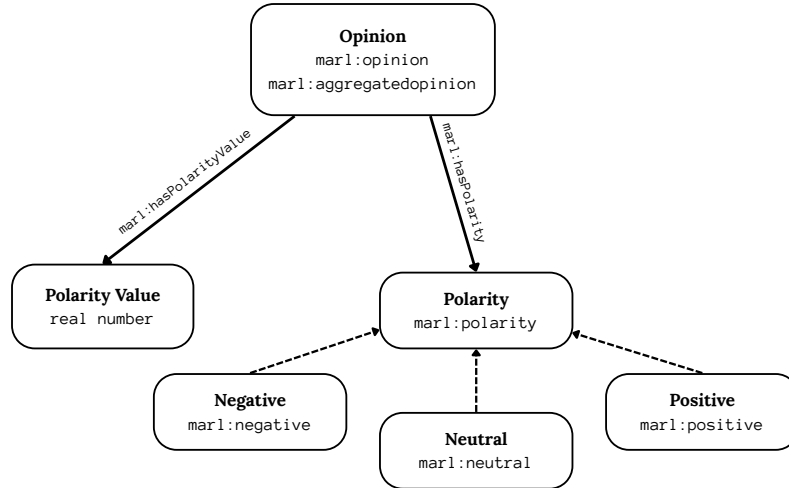 Opinion
marl:opinion
marl:aggregatedopinion
marl:hasPolarityValue
marl:hasPolarity
Polarity Value
real number
Polarity
marl:polarity
Negative
marl:negative
Neutral
marl:neutral
Positive
marl:positive